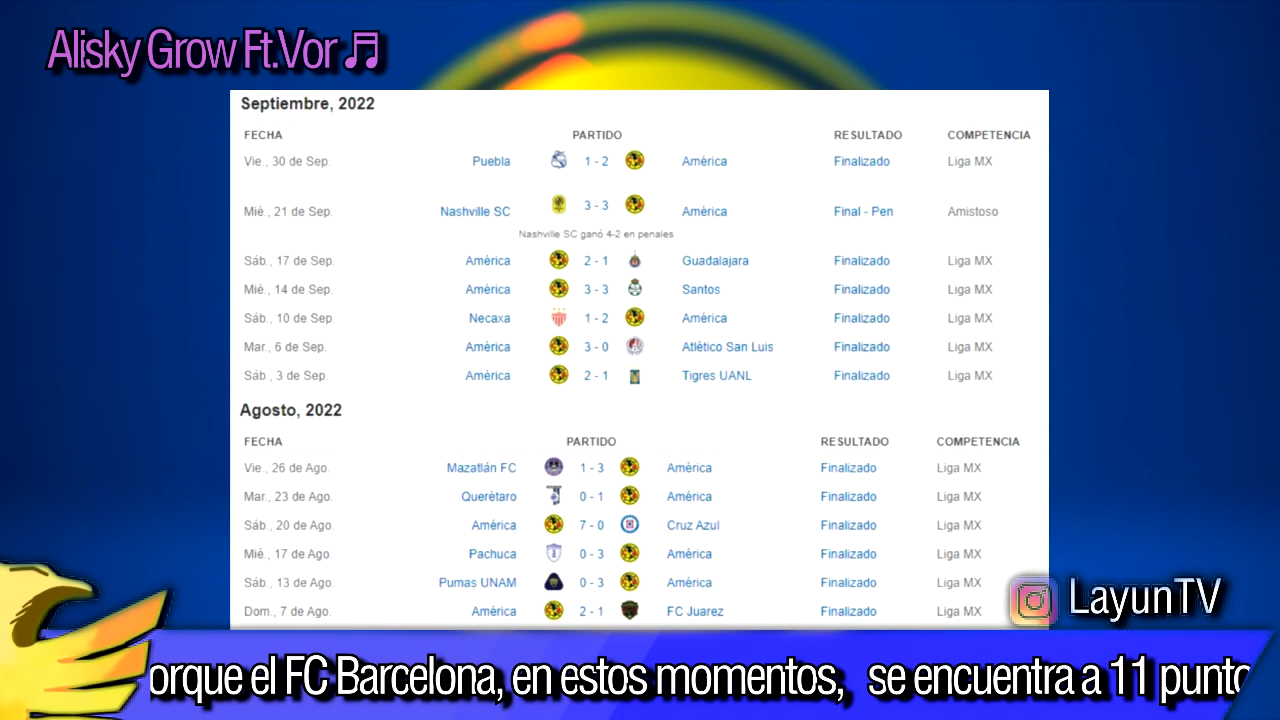 Alisky Grow Ft.Vor
Septiembre, 2022
FECHA PARTIDO RESULTADO COMPETENCIA
Vie., 30 de Sep. Puebla 1 - 2 América Finalizado Liga MX
Mié., 21 de Sep. Nashville SC 3 - 3 América Final - Pen Amistoso
Nashville SC ganó 4-2 en penales
Sáb., 17 de Sep. América 2 - 1 Guadalajara Finalizado Liga MX
Mié., 14 de Sep. América 3 - 3 Santos Finalizado Liga MX
Sáb., 10 de Sep. Necaxa 1 - 2 América Finalizado Liga MX
Mar., 6 de Sep. América 3 - 0 Atlético San Luis Finalizado Liga MX
Sáb., 3 de Sep. América 2 - 1 Tigres UANL Finalizado Liga MX
Agosto, 2022
FECHA PARTIDO RESULTADO COMPETENCIA
Vie., 26 de Ago. Mazatlán FC 1 - 3 América Finalizado Liga MX
Mar., 23 de Ago. Querétaro 0 - 1 América Finalizado Liga MX
Sáb., 20 de Ago. América 7 - 0 Cruz Azul Finalizado Liga MX
Mié., 17 de Ago. Pachuca 0 - 3 América Finalizado Liga MX
Sáb., 13 de Ago. Pumas UNAM 0 - 3 América Finalizado Liga MX
Dom., 7 de Ago. América 2 - 1 FC Juarez Finalizado Liga MX
LayunTV
orque el FC Barcelona, en estos momentos, se encuentra a 11 punto